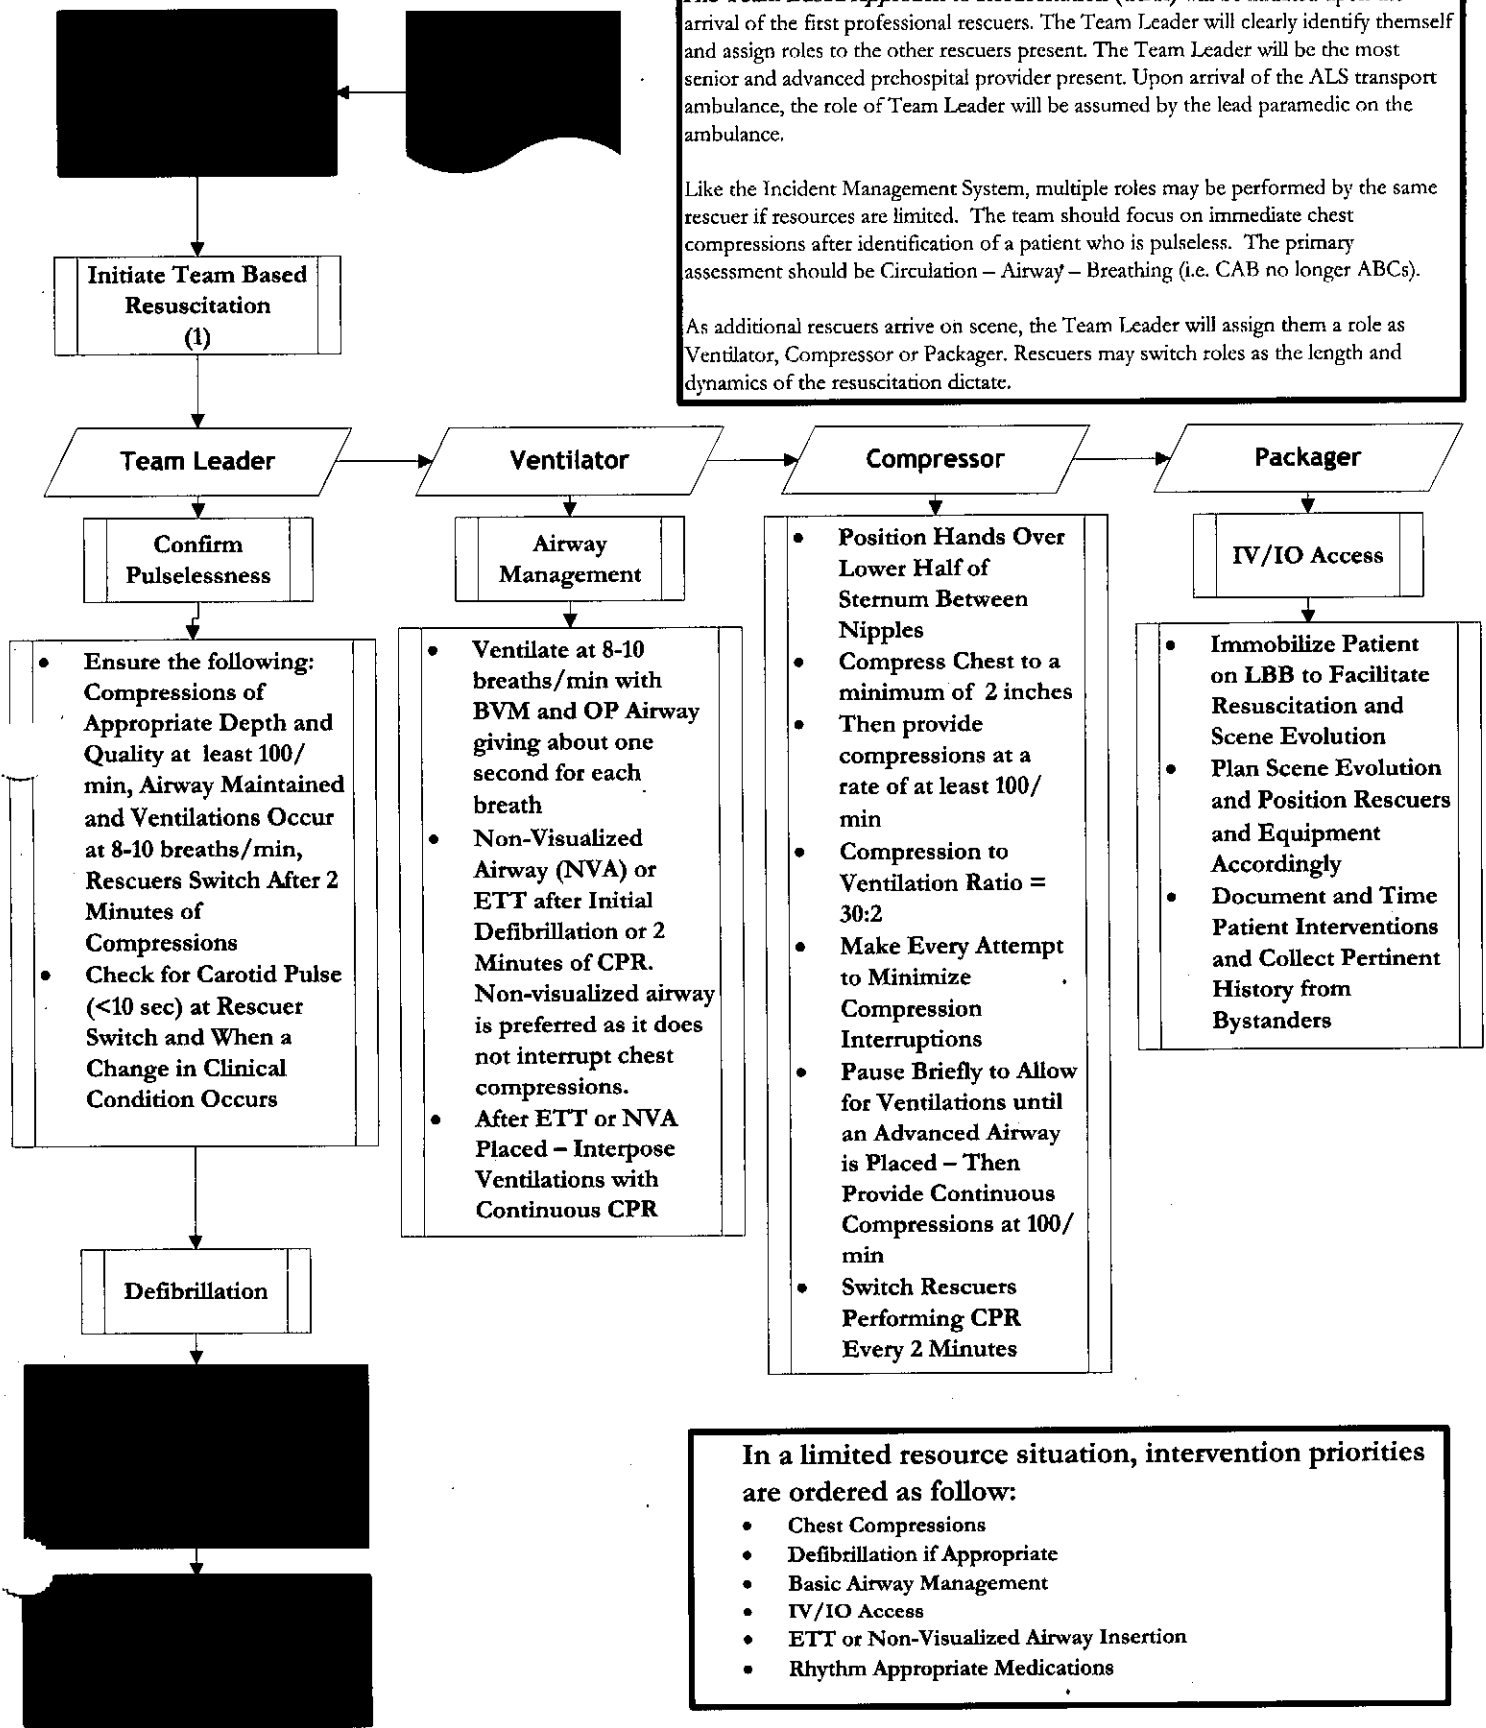 arrival of the first professional rescuers. The Team Leader will clearly identify themself
and assign roles to the other rescuers present. The Team Leader will be the most
senior and advanced prehospital provider present. Upon arrival of the ALS transport
ambulance, the role of Team Leader will be assumed by the lead paramedic on the
ambulance.
Like the Incident Management System, multiple roles may be performed by the same
rescuer if resources are limited. The team should focus on immediate chest
compressions after identification of a patient who is pulseless. The primary
assessment should be Circulation – Airway – Breathing (i.e. CAB no longer ABCs).
As additional rescuers arrive on scene, the Team Leader will assign them a role as
Ventilator, Compressor or Packager. Rescuers may switch roles as the length and
dynamics of the resuscitation dictate.
Initiate Team Based
Resuscitation
(1)
Team Leader
Confirm
Pulselessness
• Ensure the following:
Compressions of
Appropriate Depth and
Quality at least 100/
min, Airway Maintained
and Ventilations Occur
at 8-10 breaths/min,
Rescuers Switch After 2
Minutes of
Compressions
• Check for Carotid Pulse
(<10 sec) at Rescuer
Switch and When a
Change in Clinical
Condition Occurs
Defibrillation
Ventilator
Airway
Management
• Ventilate at 8-10
breaths/min with
BVM and OP Airway
giving about one
second for each
breath
• Non-Visualized
Airway (NVA) or
ETT after Initial
Defibrillation or 2
Minutes of CPR.
Non-visualized airway
is preferred as it does
not interrupt chest
compressions.
• After ETT or NVA
Placed – Interpose
Ventilations with
Continuous CPR
Compressor
• Position Hands Over
Lower Half of
Sternum Between
Nipples
• Compress Chest to a
minimum of 2 inches
• Then provide
compressions at a
rate of at least 100/
min
• Compression to
Ventilation Ratio =
30:2
• Make Every Attempt
to Minimize
Compression
Interruptions
• Pause Briefly to Allow
for Ventilations until
an Advanced Airway
is Placed – Then
Provide Continuous
Compressions at 100/
min
• Switch Rescuers
Performing CPR
Every 2 Minutes
Packager
IV/IO Access
• Immobilize Patient
on LBB to Facilitate
Resuscitation and
Scene Evolution
• Plan Scene Evolution
and Position Rescuers
and Equipment
Accordingly
• Document and Time
Patient Interventions
and Collect Pertinent
History from
Bystanders
In a limited resource situation, intervention priorities
are ordered as follow:
• Chest Compressions
• Defibrillation if Appropriate
• Basic Airway Management
• IV/IO Access
• ETT or Non-Visualized Airway Insertion
• Rhythm Appropriate Medications